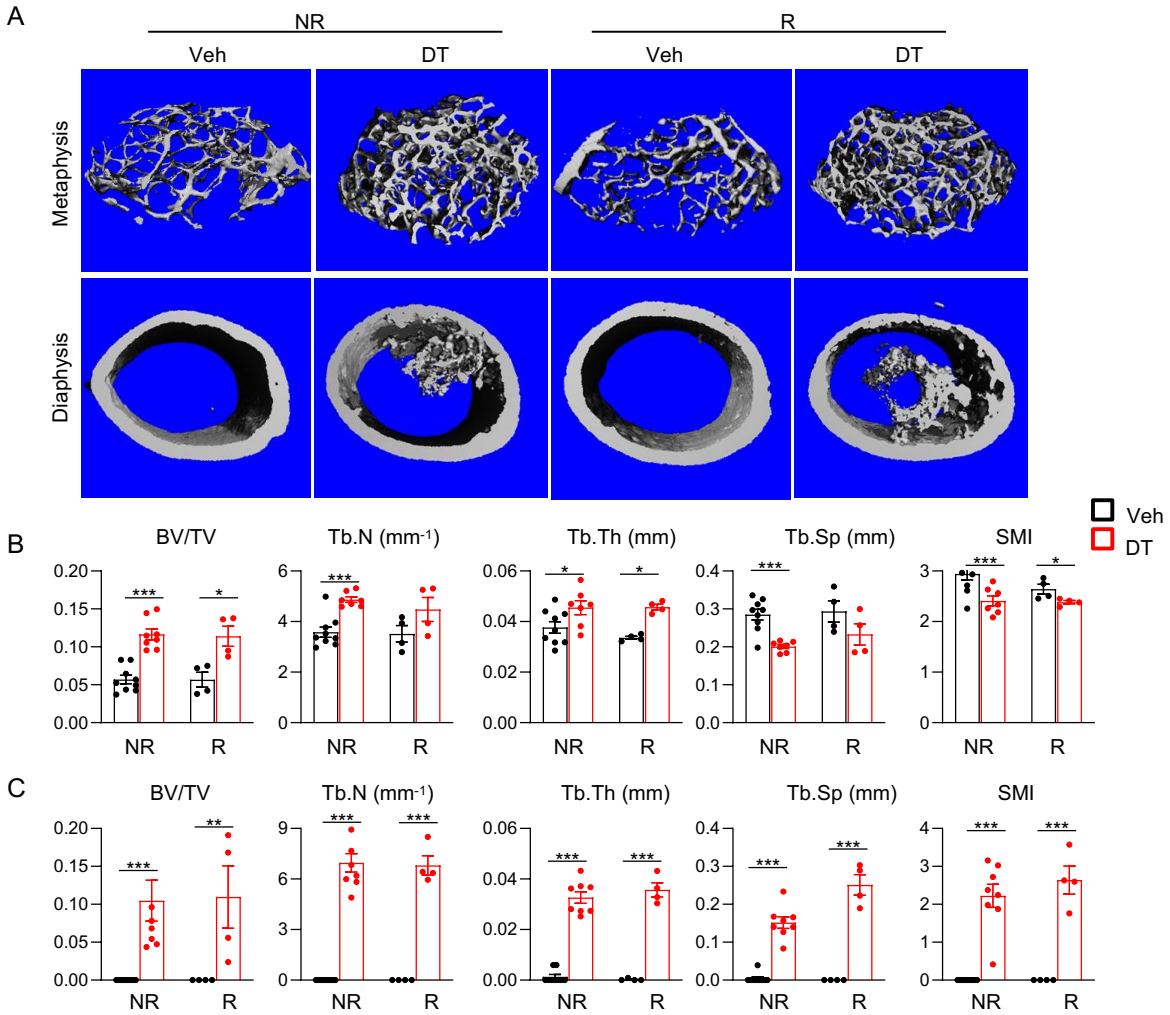 A
NR R
Veh DT Veh DT
Metaphysis
Diaphysis
Veh
DT
B
BV/TV Tb.N (mm-1) Tb.Th (mm) Tb.Sp (mm) SMI
*** * *** * * *** *** *
0.20 6 0.06 0.4 3
0.15 0.3
4 0.04 2
0.10 0.2
2 0.02 1
0.05 0.1
0.00 0 0.00 0.0 0
NR R NR R NR R NR R NR R
C
BV/TV Tb.N (mm-1) Tb.Th (mm) Tb.Sp (mm) SMI
*** ** *** *** *** *** *** *** *** ***
0.20 9 0.06 0.4 4
0.15 0.3 3
6 0.04
0.10 0.2 2
3 0.02
0.05 0.1 1
0.00 0 0.00 0.0 0
NR R NR R NR R NR R NR R